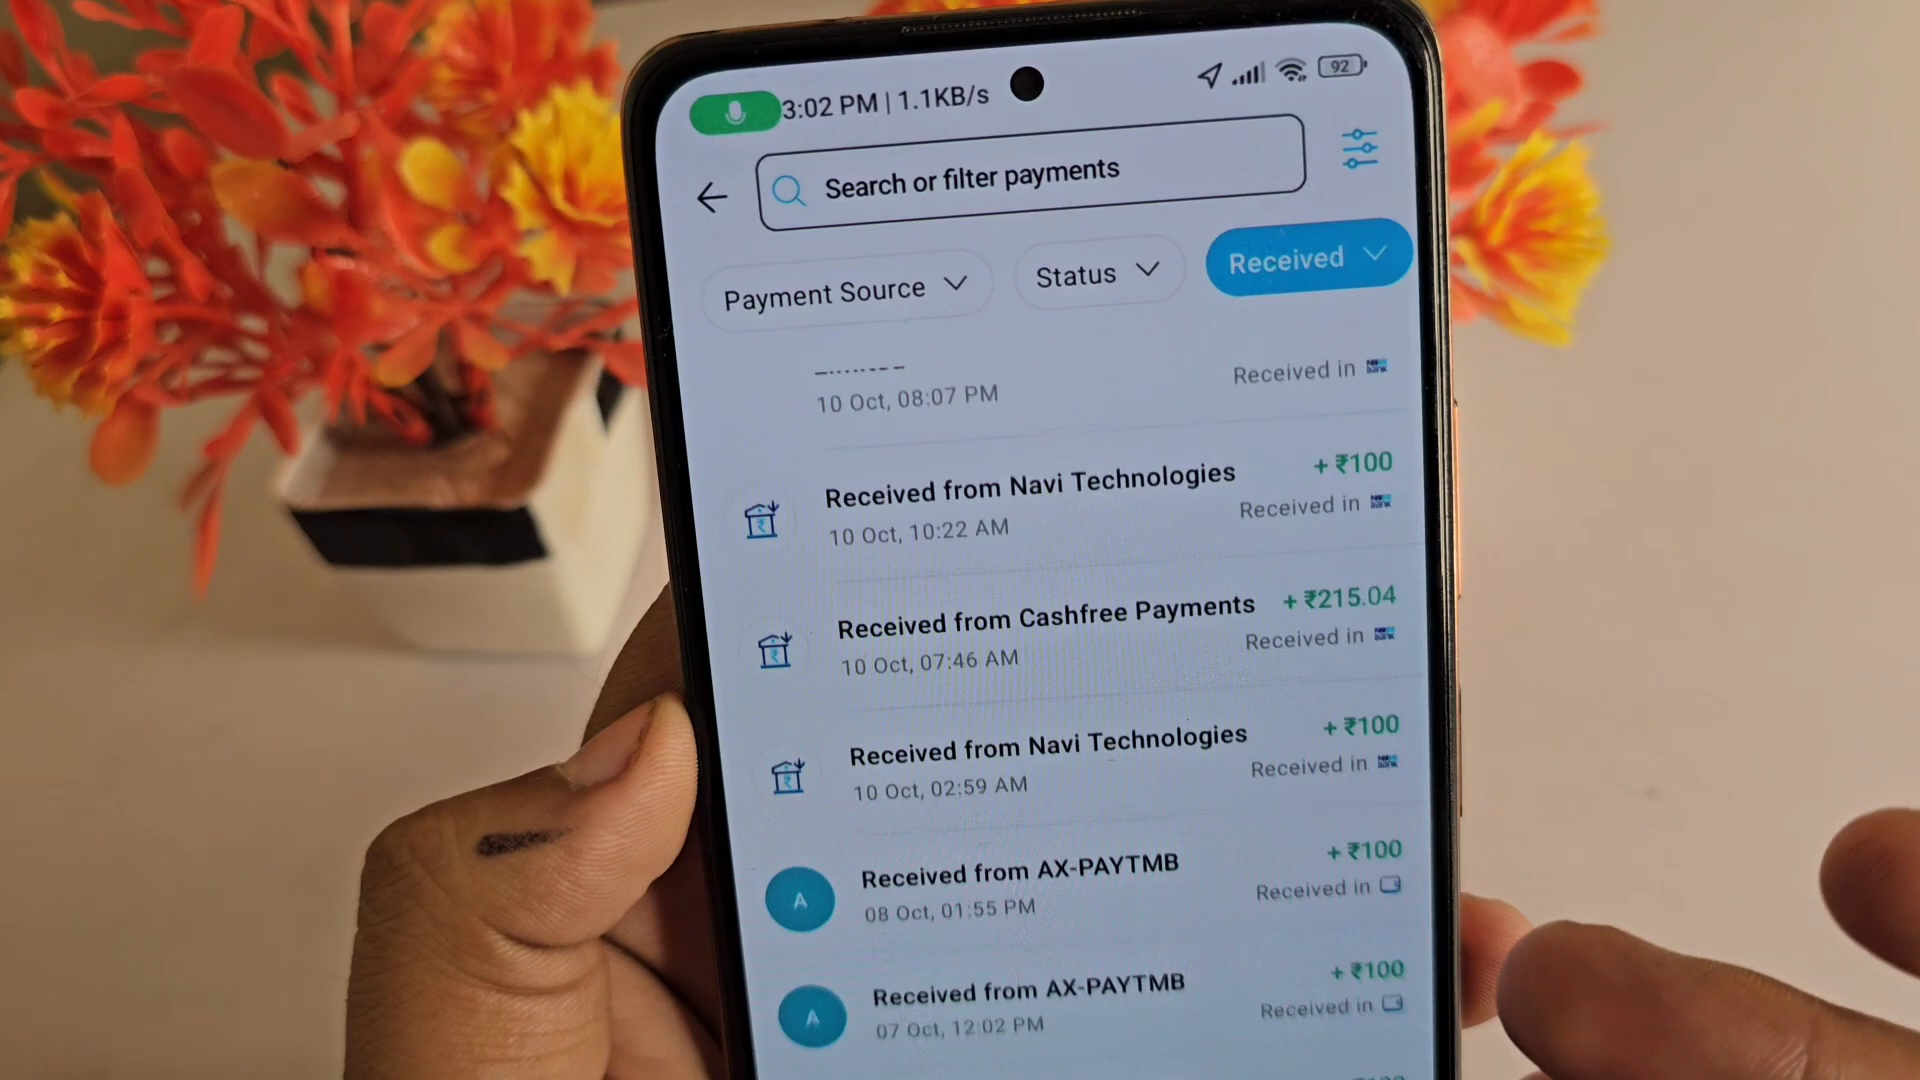 3:02 PM | 1.1KB/s 92
Search or filter payments
Payment Source Status Received
10 Oct, 08:07 PM Received in
Received from Navi Technologies + ₹100
10 Oct, 10:22 AM Received in
Received from Cashfree Payments + ₹215.04
10 Oct, 07:46 AM Received in
Received from Navi Technologies + ₹100
10 Oct, 02:59 AM Received in
A Received from AX-PAYTMB + ₹100
08 Oct, 01:55 PM Received in
A Received from AX-PAYTMB + ₹100
07 Oct, 12:02 PM Received in